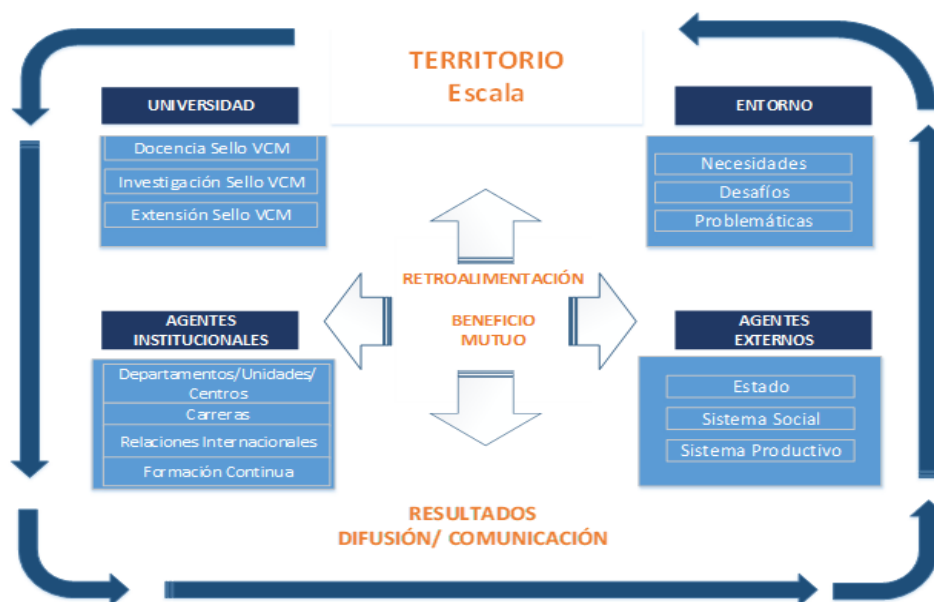 TERRITORIO
Escala
UNIVERSIDAD
Docencia Sello VCM
Investigación Sello VCM
Extensión Sello VCM
ENTORNO
Necesidades
Desafíos
Problemáticas
RETROALIMENTACIÓN
BENEFICIO
MUTUO
AGENTES
INSTITUCIONALES
Departamentos/Unidades/
Centros
Carreras
Relaciones Internacionales
Formación Continua
AGENTES
EXTERNOS
Estado
Sistema Social
Sistema Productivo
RESULTADOS
DIFUSIÓN/ COMUNICACIÓN